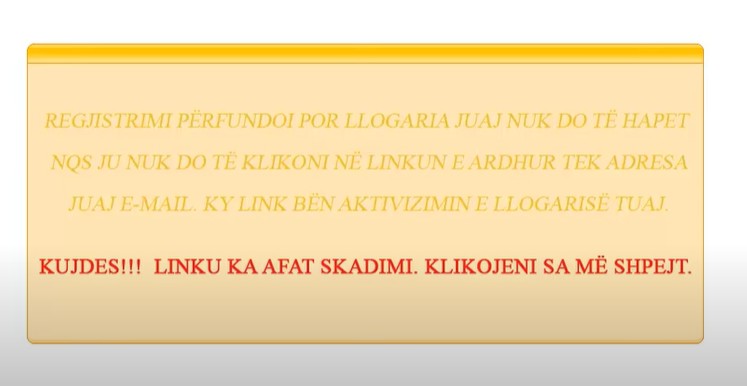 REGJISTRIMI PËRFUNDOI POR LLOGARIA JUAJ NUK DO TË HAPET
NQS JU NUK DO TË KLIKONI NË LINKUN E ARDHUR TEK ADRESA
JUAJ E-MAIL. KY LINK BËN AKTIVIZIMIN E LLOGARISË TUAJ.
KUJDES!!! LINKU KA AFAT SKADIMI. KLIKOJENI SA MË SHPEJT.